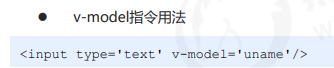 ● v-model指令用法
<input type='text' v-model='uname'/>